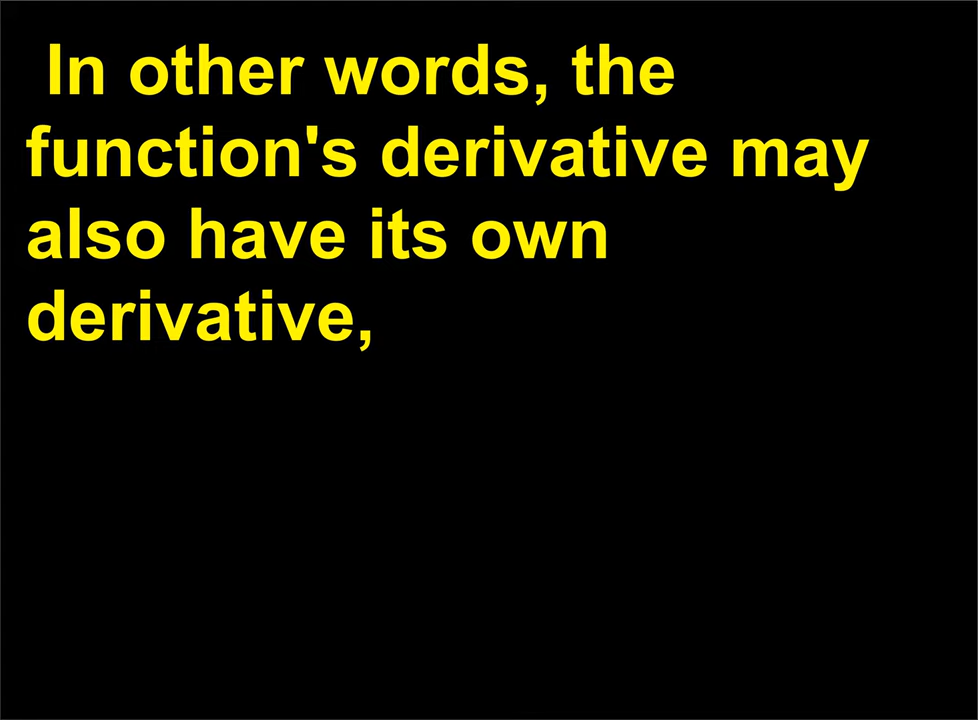 In other words, the
function's derivative may
also have its own
derivative,